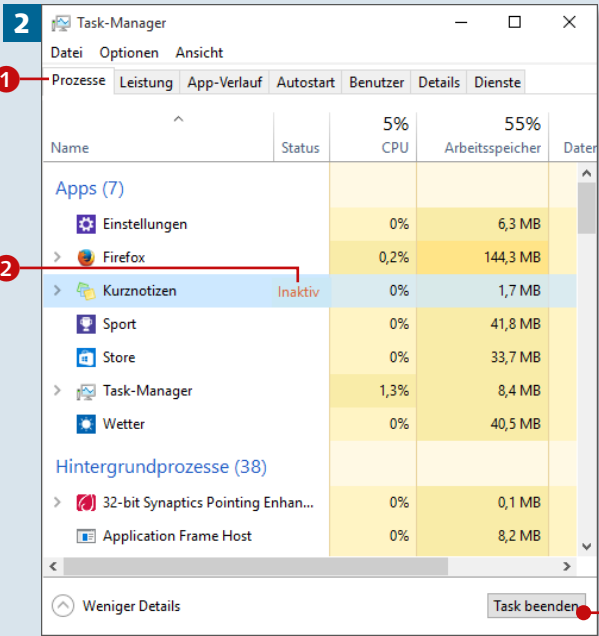 2 Task-Manager
Datei Optionen Ansicht
1 Prozesse Leistung App-Verlauf Autostart Benutzer Details Dienste
5% 55%
Name Status CPU Arbeitsspeicher Daten
Apps (7)
Einstellungen 0% 6,3 MB
Firefox 0,2% 144,3 MB
2
Kurznotizen Inaktiv 0% 1,7 MB
Sport 0% 41,8 MB
Store 0% 33,7 MB
Task-Manager 1,3% 8,4 MB
Wetter 0% 40,5 MB
Hintergrundprozesse (38)
32-bit Synaptics Pointing Enhan... 0% 0,1 MB
Application Frame Host 0% 8,2 MB
Weniger Details Task beenden